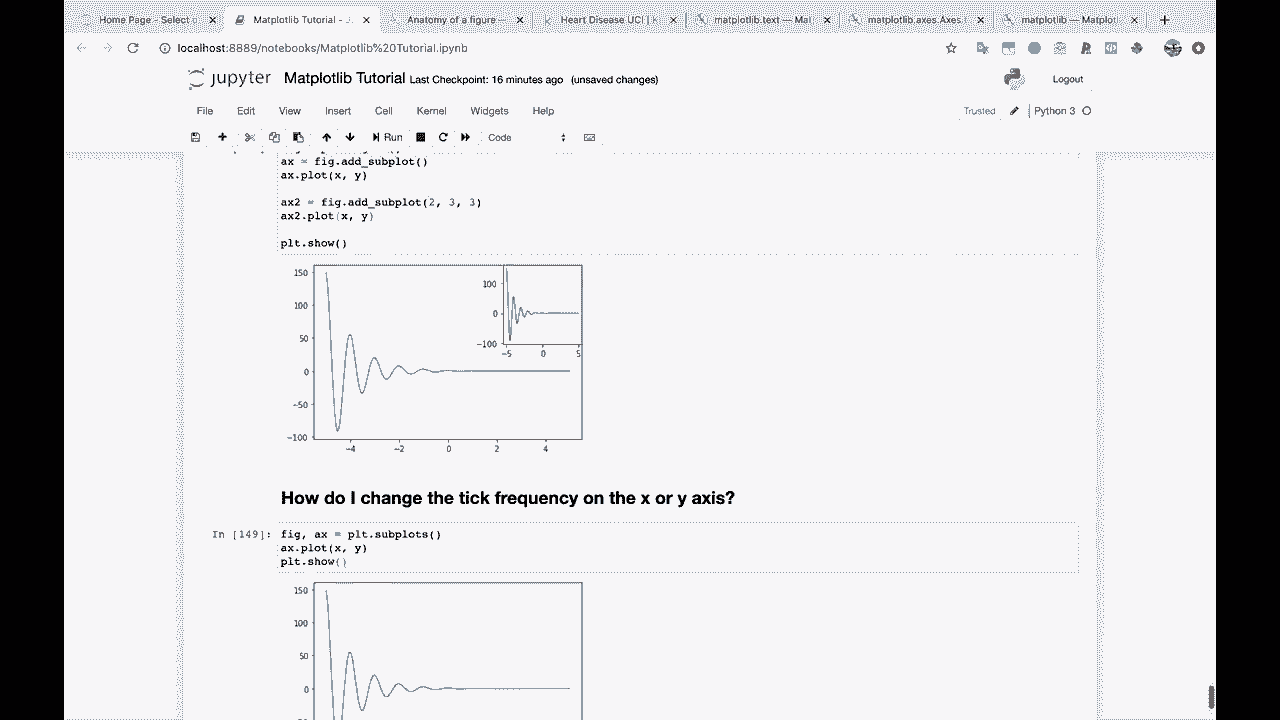 Home Page - Select c
Matplotlib Tutorial - J
Anatomy of a figure —
Heart Disease UCI | K
matplotlib.text — Mat
matplotlib.axes.Axes
matplotlib — Matplot
localhost:8889/notebooks/Matplotlib%20Tutorial.ipynb
jupyter Matplotlib Tutorial Last Checkpoint: 16 minutes ago (unsaved changes)
Logout
File Edit View Insert Cell Kernel Widgets Help
Trusted
Python 3
Run
Code
ax = fig.add_subplot()
ax.plot(x, y)
ax2 = fig.add_subplot(2, 3, 3)
ax2.plot(x, y)
plt.show()
150
100
50
0
−50
−100
−4 −2 0 2 4
100
0
−100
−5 0 5
How do I change the tick frequency on the x or y axis?
In [149]: fig, ax = plt.subplots()
ax.plot(x, y)
plt.show()
150
100
50
0